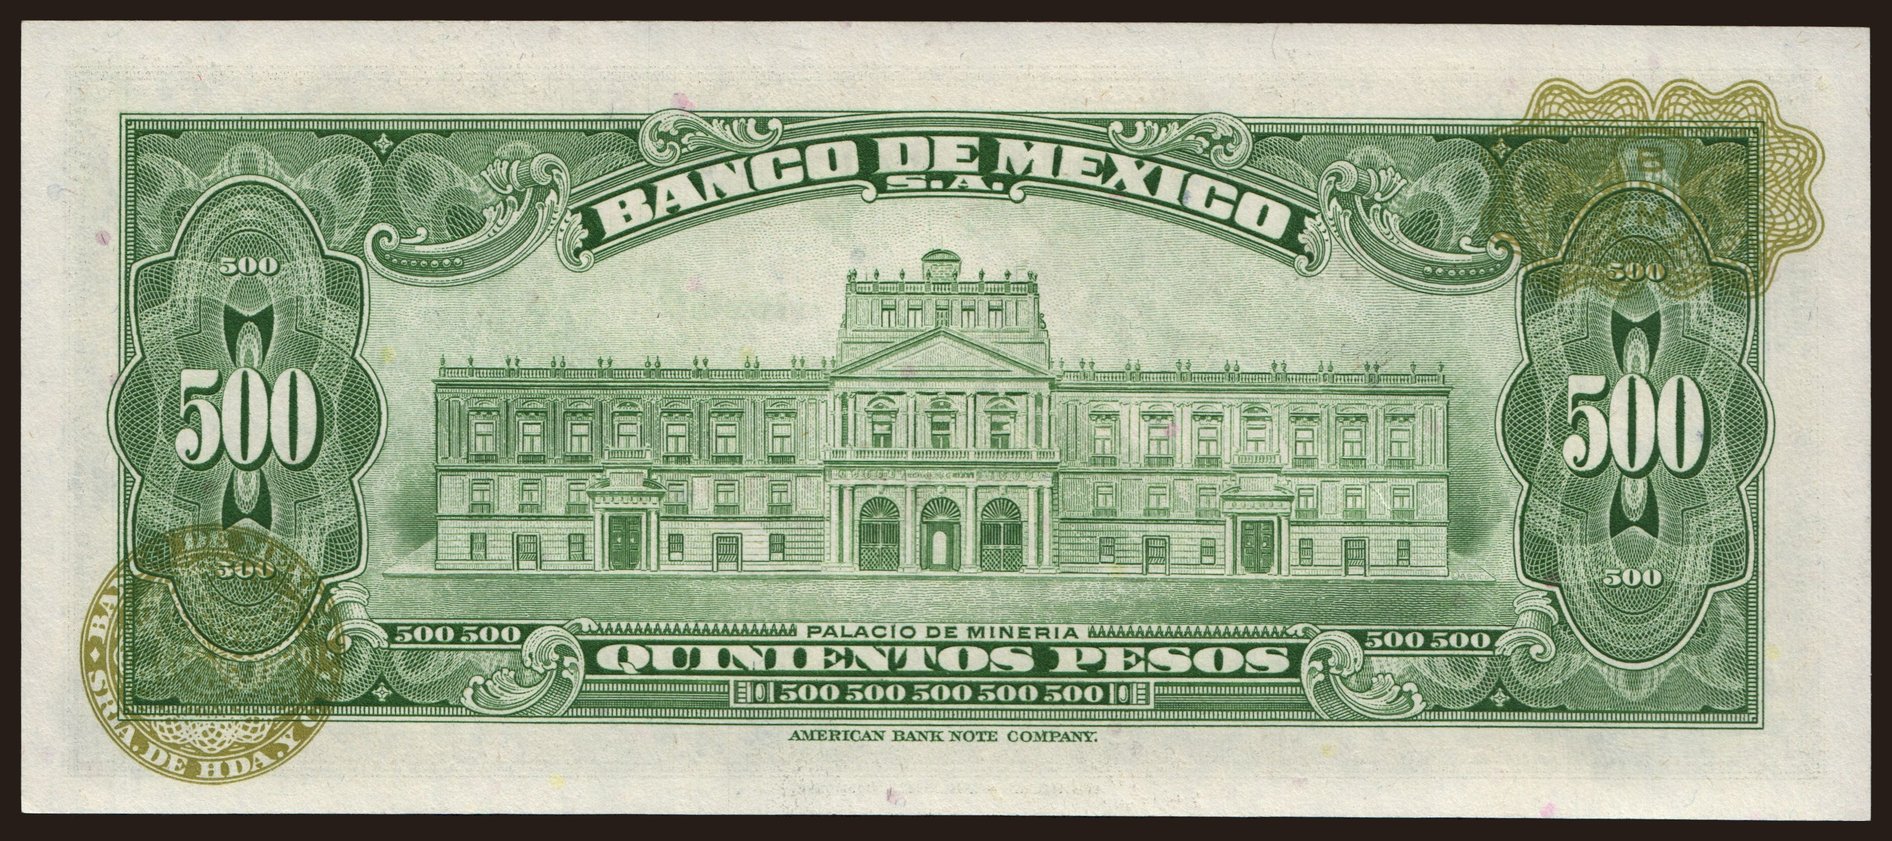 BANCO DE MEXICO
S.A.
500
500
B
M
500
500
500
500
500
500 500
PALACIO DE MINERIA
500 500
QUINIENTOS PESOS
500 500 500 500 500
SRIA. DE HDA. Y
AMERICAN BANK NOTE COMPANY.